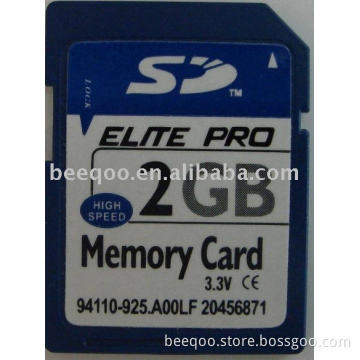 SD™
LOCK
ELITE PRO
beeqoo.en.alibaba.com
HIGH SPEED
2GB
Memory Card
3.3V CE
94110-925.A00LF 20456871
beeqoo.store.bossgoo.com